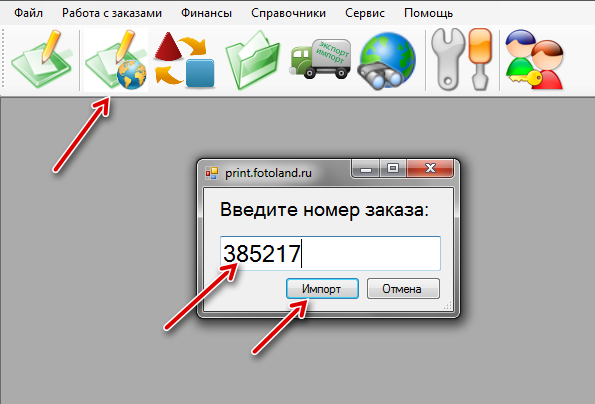 Файл Работа с заказами Финансы Справочники Сервис Помощь
экспорт
импорт
print.fotoland.ru
Введите номер заказа:
385217
Импорт Отмена